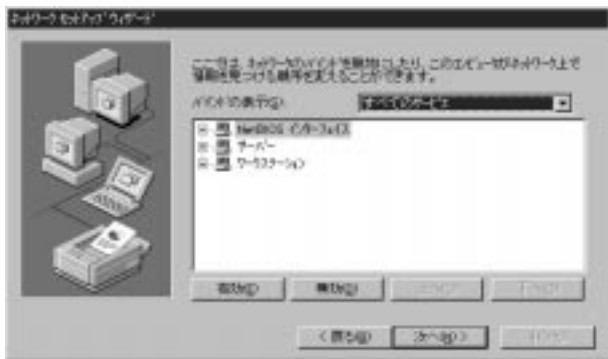 ネットワーク セットアップ ウィザード
ここでは、ネットワークのバインドを無効にしたり、このコンピュータがネットワーク上で
情報を見つける順序を変えることができます。
バインドの表示(S):
すべてのサービス
NetBIOS インターフェイス
サーバー
ワークステーション
有効(E)
無効(D)
< 戻る(B)
次へ(N) >